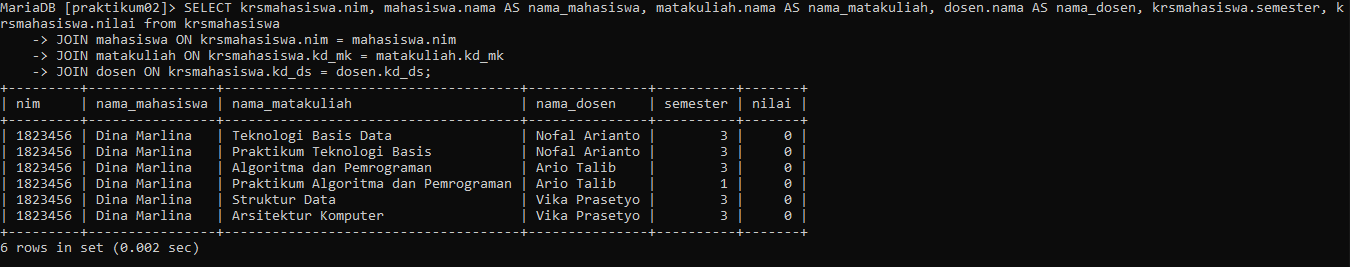 MariaDB [praktikum02]> SELECT krsmahasiswa.nim, mahasiswa.nama AS nama_mahasiswa, matakuliah.nama AS nama_matakuliah, dosen.nama AS nama_dosen, krsmahasiswa.semester, k
rsmahasiswa.nilai from krsmahasiswa
    -> JOIN mahasiswa ON krsmahasiswa.nim = mahasiswa.nim
    -> JOIN matakuliah ON krsmahasiswa.kd_mk = matakuliah.kd_mk
    -> JOIN dosen ON krsmahasiswa.kd_ds = dosen.kd_ds;
+---------+----------------+-------------------------------------+---------------+----------+-------+
| nim     | nama_mahasiswa | nama_matakuliah                     | nama_dosen    | semester | nilai |
+---------+----------------+-------------------------------------+---------------+----------+-------+
| 1823456 | Dina Marlina   | Teknologi Basis Data                | Nofal Arianto |        3 |     0 |
| 1823456 | Dina Marlina   | Praktikum Teknologi Basis           | Nofal Arianto |        3 |     0 |
| 1823456 | Dina Marlina   | Algoritma dan Pemrograman           | Ario Talib    |        3 |     0 |
| 1823456 | Dina Marlina   | Praktikum Algoritma dan Pemrograman | Ario Talib    |        1 |     0 |
| 1823456 | Dina Marlina   | Struktur Data                       | Vika Prasetyo |        3 |     0 |
| 1823456 | Dina Marlina   | Arsitektur Komputer                 | Vika Prasetyo |        3 |     0 |
+---------+----------------+-------------------------------------+---------------+----------+-------+
6 rows in set (0.002 sec)